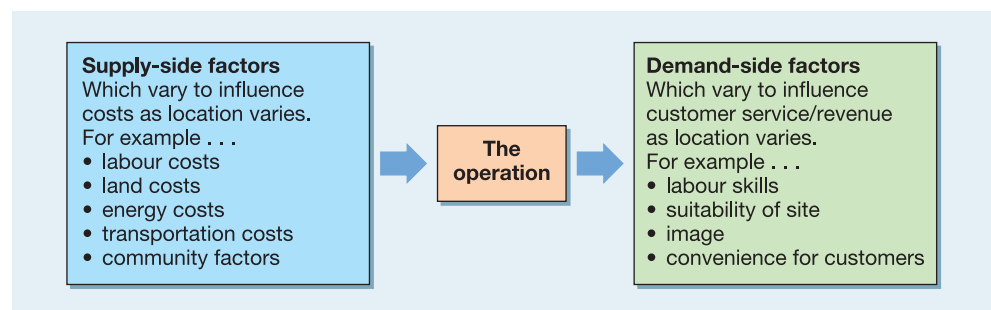 Supply-side factors
Which vary to influence
costs as location varies.
For example . . .
• labour costs
• land costs
• energy costs
• transportation costs
• community factors
The
operation
Demand-side factors
Which vary to influence
customer service/revenue
as location varies.
For example . . .
• labour skills
• suitability of site
• image
• convenience for customers